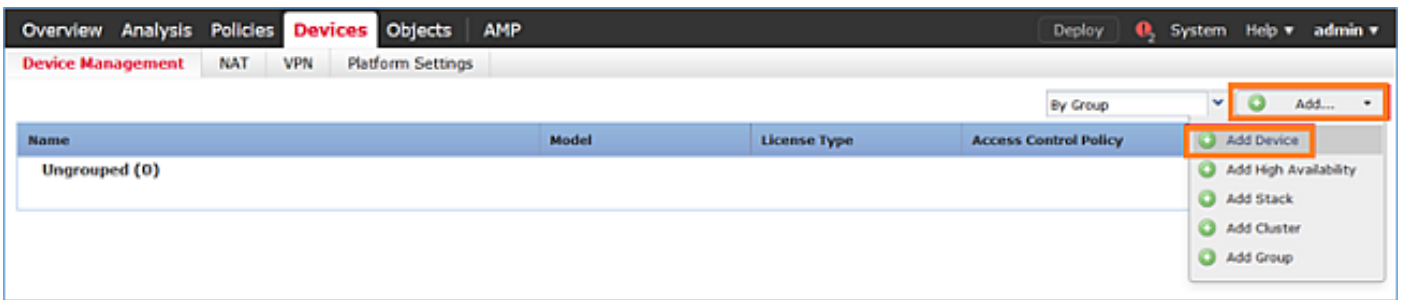 Overview Analysis Policies Devices Objects AMP Deploy 2 System Help admin
Device Management NAT VPN Platform Settings
By Group Add...
Name Model License Type Access Control Policy
Add Device
Ungrouped (0)
Add High Availability
Add Stack
Add Cluster
Add Group